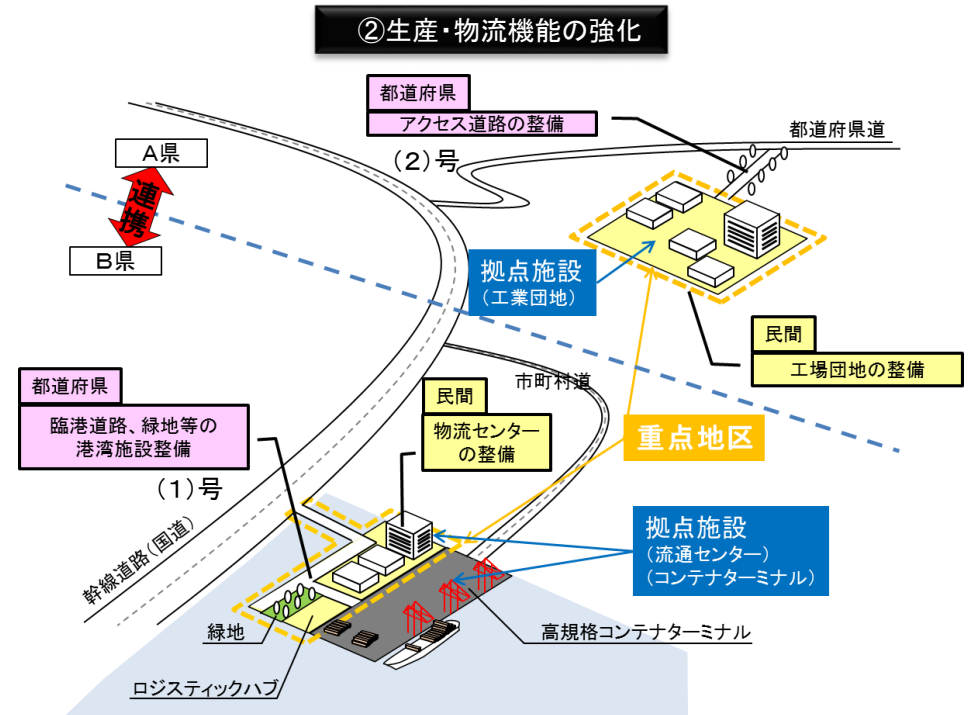 ②生産・物流機能の強化
都道府県
アクセス道路の整備
(2)号
都道府県道
A県
連携
B県
拠点施設
(工業団地)
民間
工場団地の整備
都道府県
臨港道路、緑地等の
港湾施設整備
(1)号
民間
物流センター
の整備
市町村道
重点地区
拠点施設
(流通センター)
(コンテナターミナル)
幹線道路(国道)
緑地
高規格コンテナターミナル
ロジスティックハブ